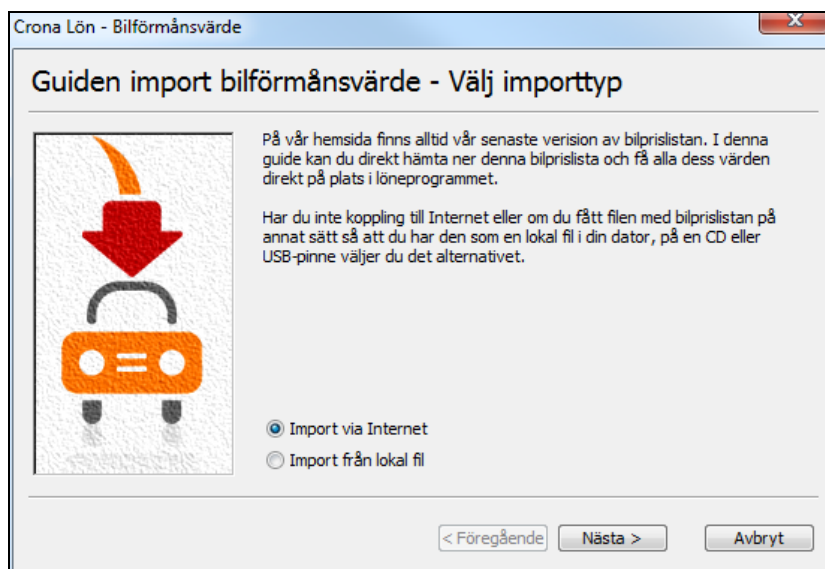 Crona Lön - Bilförmånsvärde
Guiden import bilförmånsvärde - Välj importtyp
På vår hemsida finns alltid vår senaste verision av bilprislistan. I denna
guide kan du direkt hämta ner denna bilprislista och få alla dess värden
direkt på plats i löneprogrammet.
Har du inte koppling till Internet eller om du fått filen med bilprislistan på
annat sätt så att du har den som en lokal fil i din dator, på en CD eller
USB-pinne väljer du det alternativet.
Import via Internet
Import från lokal fil
< Föregående Nästa > Avbryt